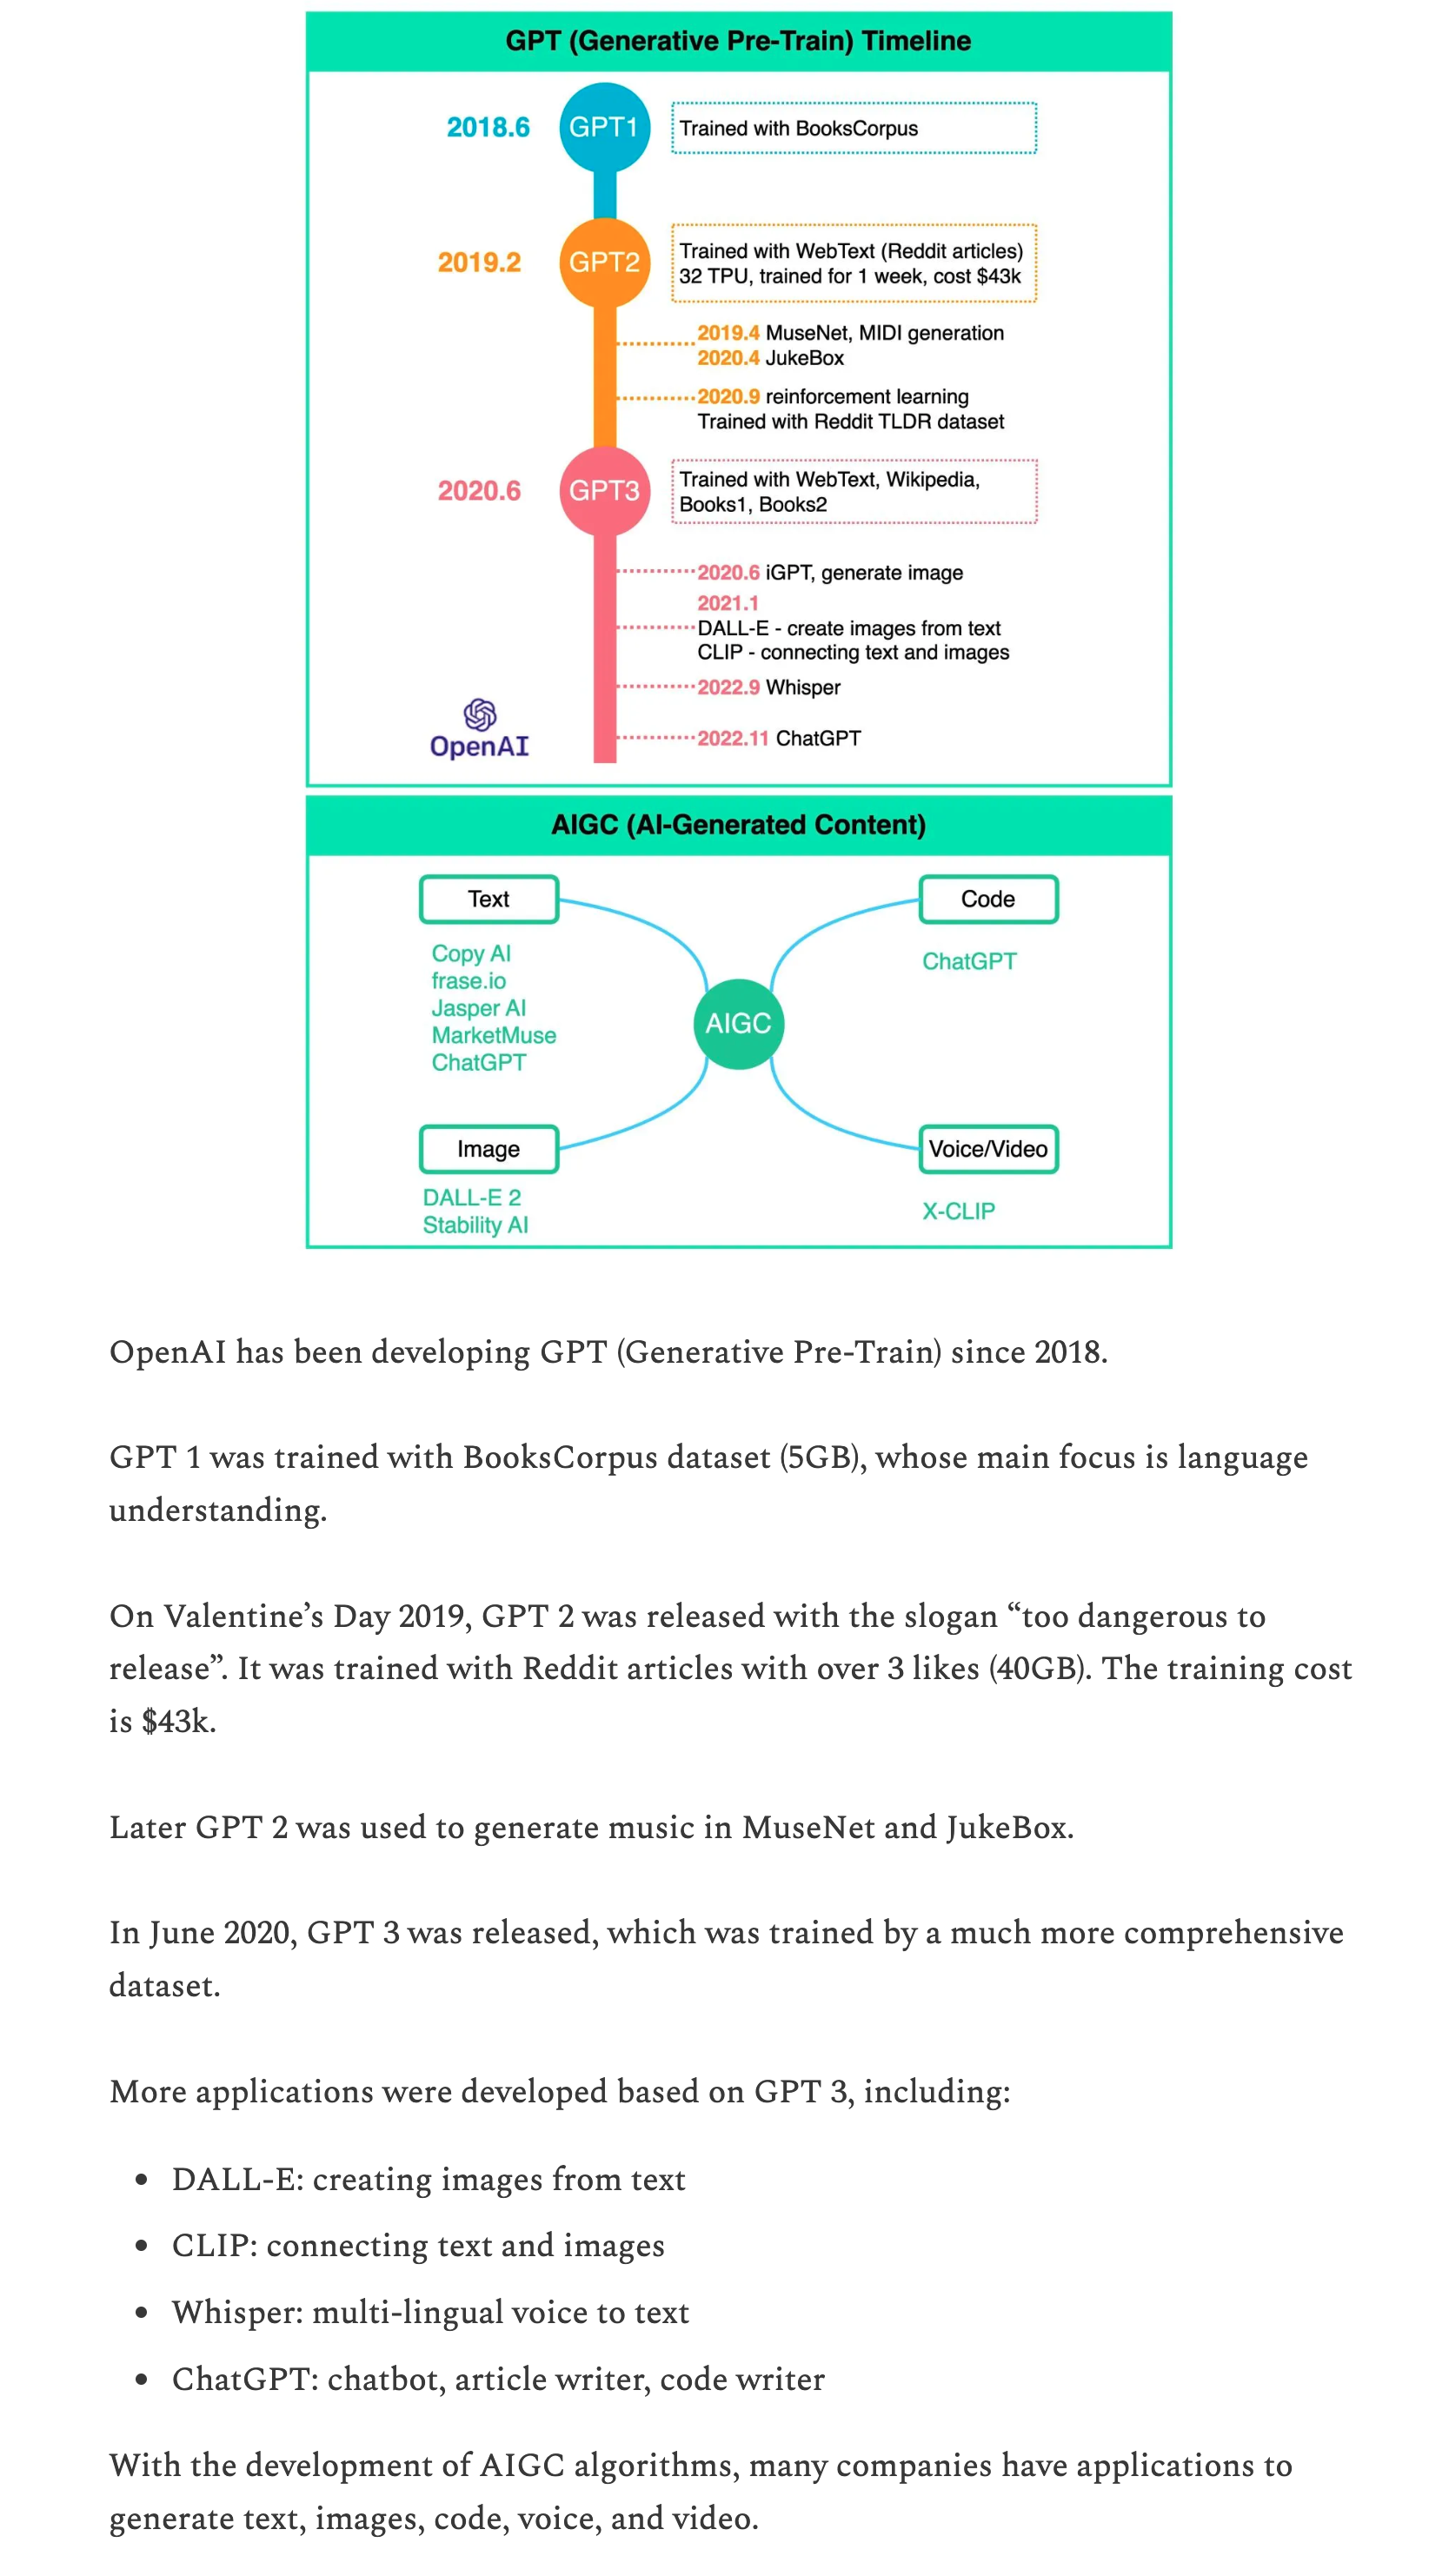 GPT (Generative Pre-Train) Timeline
2018.6
GPT1
Trained with BooksCorpus
2019.2
GPT2
Trained with WebText (Reddit articles)
32 TPU, trained for 1 week, cost $43k
2019.4 MuseNet, MIDI generation
2020.4 JukeBox
2020.9 reinforcement learning
Trained with Reddit TLDR dataset
2020.6
GPT3
Trained with WebText, Wikipedia,
Books1, Books2
2020.6 iGPT, generate image
2021.1
DALL-E - create images from text
CLIP - connecting text and images
2022.9 Whisper
2022.11 ChatGPT
OpenAI
AIGC (AI-Generated Content)
Text
Copy AI
frase.io
Jasper AI
MarketMuse
ChatGPT
Code
ChatGPT
AIGC
Image
DALL-E 2
Stability AI
Voice/Video
X-CLIP
OpenAI has been developing GPT (Generative Pre-Train) since 2018.
GPT 1 was trained with BooksCorpus dataset (5GB), whose main focus is language
understanding.
On Valentine’s Day 2019, GPT 2 was released with the slogan “too dangerous to
release”. It was trained with Reddit articles with over 3 likes (40GB). The training cost
is $43k.
Later GPT 2 was used to generate music in MuseNet and JukeBox.
In June 2020, GPT 3 was released, which was trained by a much more comprehensive
dataset.
More applications were developed based on GPT 3, including:
• DALL-E: creating images from text
• CLIP: connecting text and images
• Whisper: multi-lingual voice to text
• ChatGPT: chatbot, article writer, code writer
With the development of AIGC algorithms, many companies have applications to
generate text, images, code, voice, and video.